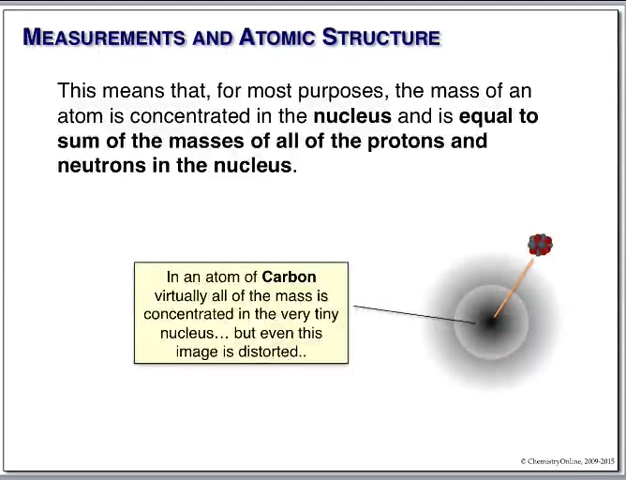 MEASUREMENTS AND ATOMIC STRUCTURE
This means that, for most purposes, the mass of an
atom is concentrated in the nucleus and is equal to
sum of the masses of all of the protons and
neutrons in the nucleus.
In an atom of Carbon
virtually all of the mass is
concentrated in the very tiny
nucleus... but even this
image is distorted..
© ChemistryOnline, 2009-2015